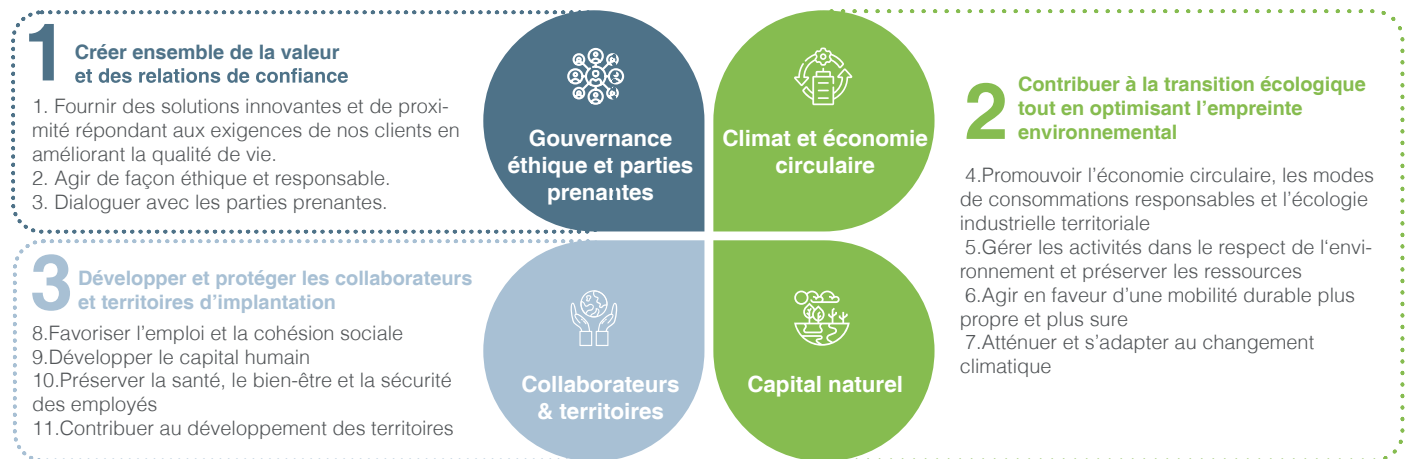 1
Créer ensemble de la valeur
et des relations de confiance
1. Fournir des solutions innovantes et de proxi-
mité répondant aux exigences de nos clients en
améliorant la qualité de vie.
2. Agir de façon éthique et responsable.
3. Dialoguer avec les parties prenantes.
Gouvernance
éthique et parties
prenantes
Climat et économie
circulaire
2
Contribuer à la transition écologique
tout en optimisant l’empreinte
environnemental
4.Promouvoir l’économie circulaire, les modes
de consommations responsables et l’écologie
industrielle territoriale
5.Gérer les activités dans le respect de l‘envi-
ronnement et préserver les ressources
6.Agir en faveur d’une mobilité durable plus
propre et plus sure
7.Atténuer et s’adapter au changement
climatique
3
Développer et protéger les collaborateurs
et territoires d’implantation
8.Favoriser l’emploi et la cohésion sociale
9.Développer le capital humain
10.Préserver la santé, le bien-être et la sécurité
des employés
11.Contribuer au développement des territoires
Collaborateurs
& territoires
Capital naturel